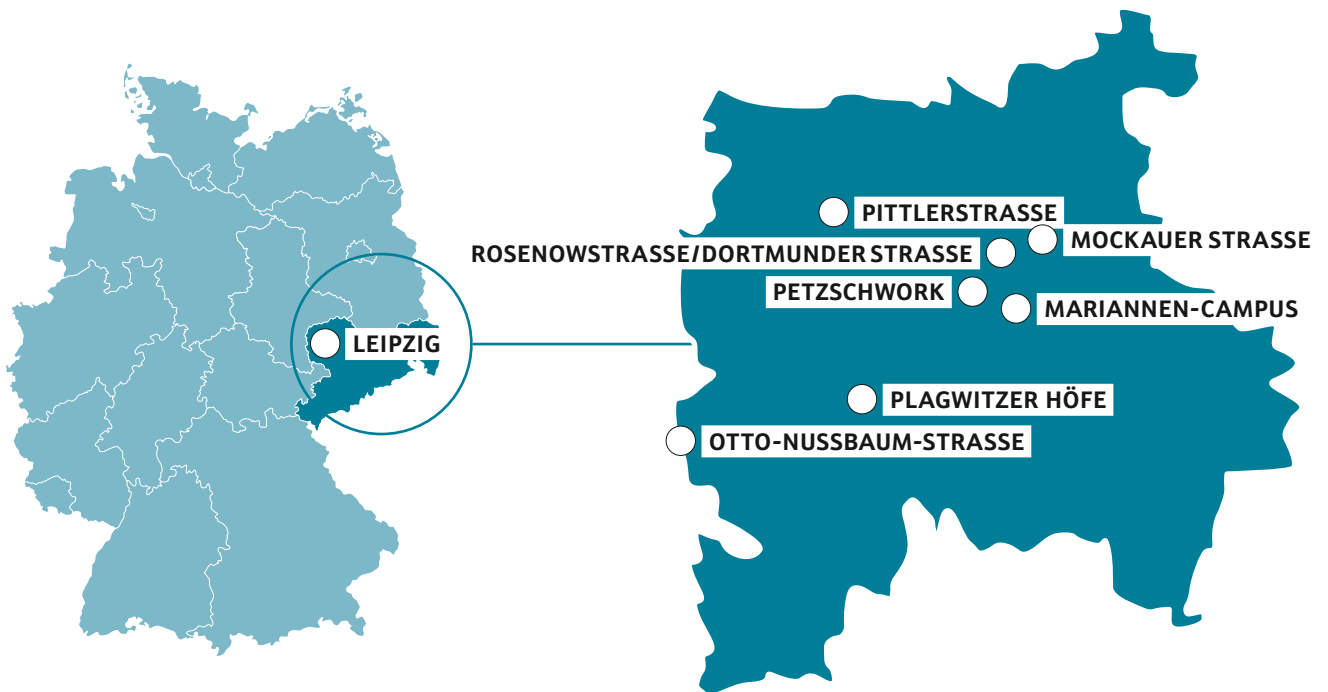 LEIPZIG
PITTLERSTRASSE
MOCKAUER STRASSE
ROSENOWSTRASSE/DORTMUNDER STRASSE
PETZSCHWORK
MARIANNEN-CAMPUS
PLAGWITZER HÖFE
OTTO-NUSSBAUM-STRASSE